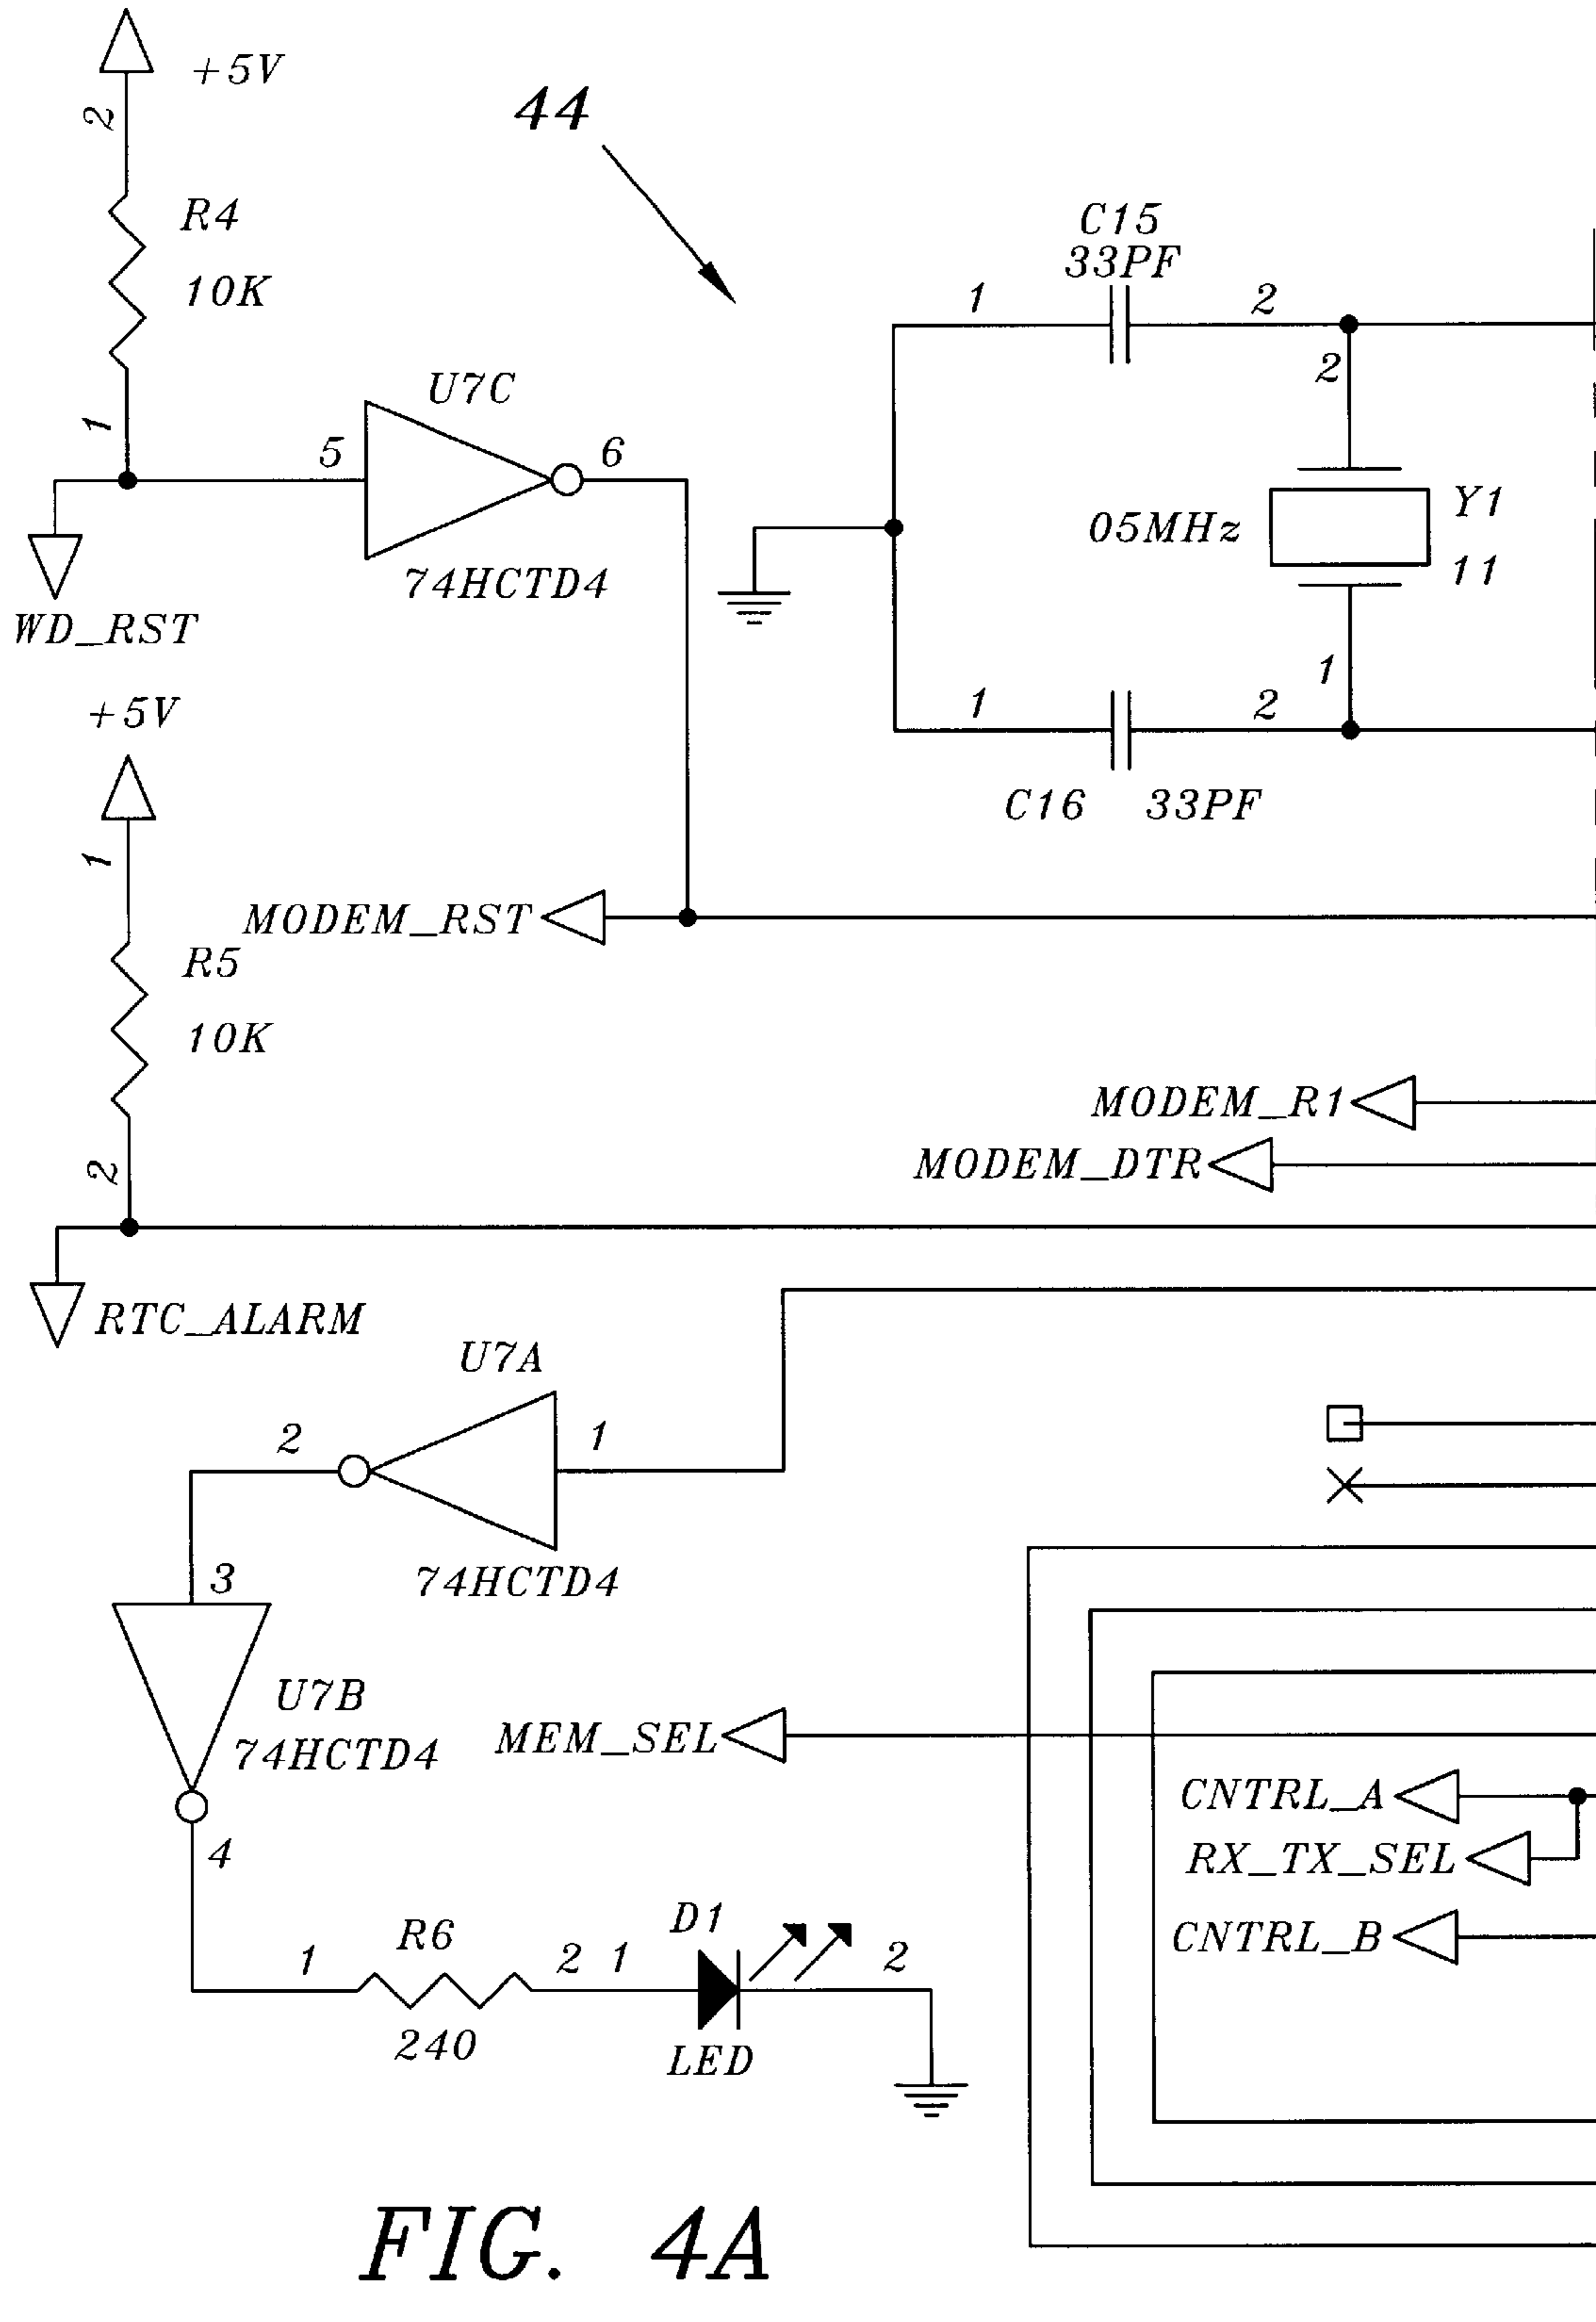 +5V
2
44
R4
10K
C15
33PF
1
2
2
U7C
1
5
6
Y1
05MHz
11
74HCTD4
WD_RST
1
+5V
1
2
C16 33PF
1
MODEM_RST
R5
10K
MODEM_R1
MODEM_DTR
2
RTC_ALARM
U7A
2
1
74HCTD4
3
U7B
74HCTD4
MEM_SEL
CNTRL_A
4
RX_TX_SEL
D1
R6
CNTRL_B
1
2
1
2
240
LED
FIG. 4A